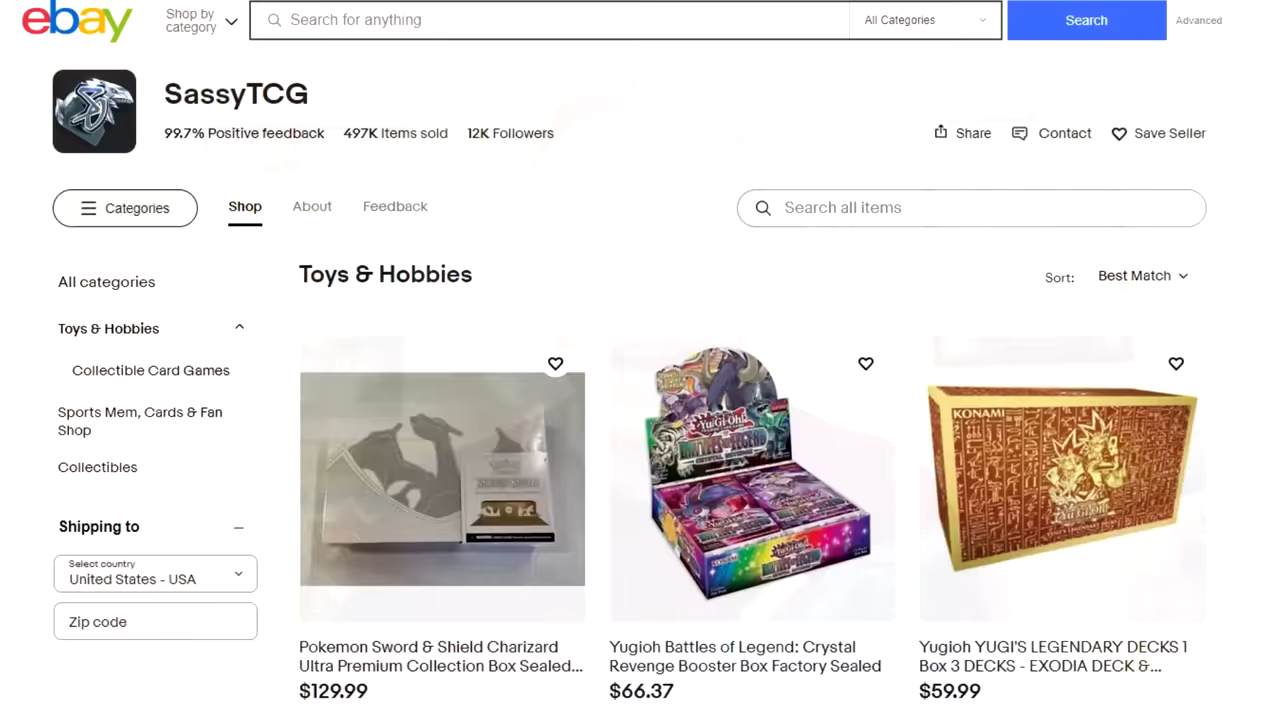 ebay
Shop by
category
Search for anything
All Categories
Search
Advanced
SassyTCG
99.7% Positive feedback 497K Items sold 12K Followers
Share
Contact
Save Seller
Categories
Shop
About
Feedback
Search all items
All categories
Toys & Hobbies
Sort: Best Match
Toys & Hobbies
Collectible Card Games
Sports Mem, Cards & Fan
Shop
Collectibles
Shipping to
Select country
United States - USA
Zip code
Yu-Gi-Oh!
KONAMI
Pokemon Sword & Shield Charizard
Ultra Premium Collection Box Sealed...
$129.99
Yugioh Battles of Legend: Crystal
Revenge Booster Box Factory Sealed
$66.37
Yugioh YUGI'S LEGENDARY DECKS 1
Box 3 DECKS - EXODIA DECK &...
$59.99